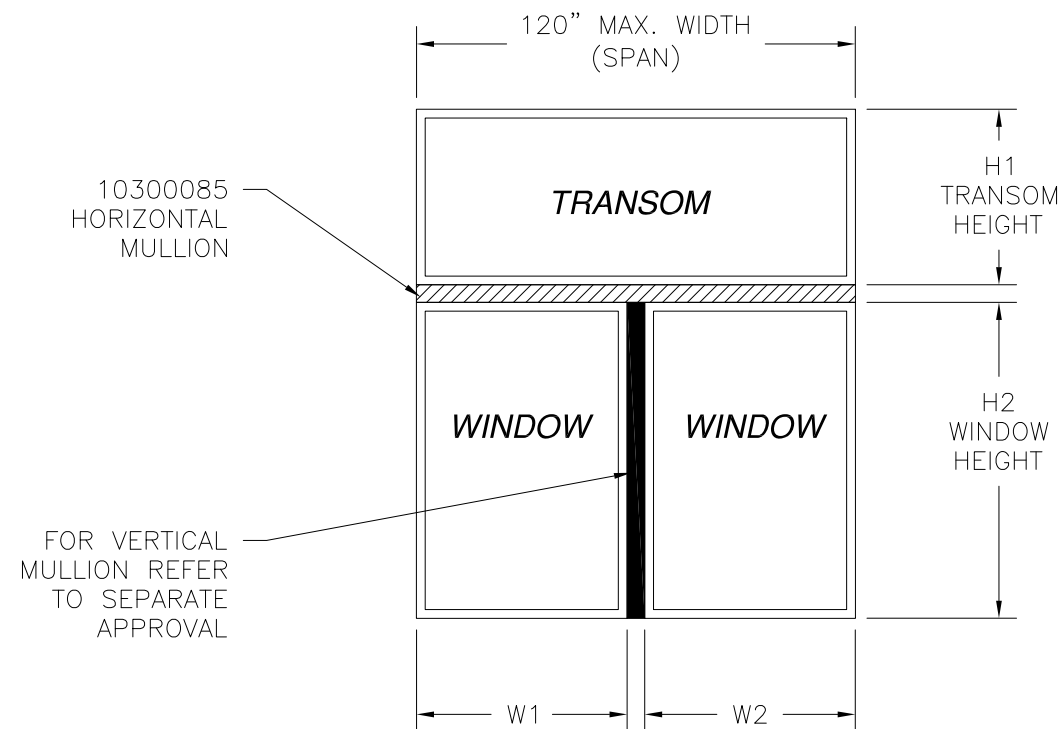 120” MAX. WIDTH
(SPAN)
10300085
HORIZONTAL
MULLION
TRANSOM
H1
TRANSOM
HEIGHT
WINDOW
WINDOW
H2
WINDOW
HEIGHT
FOR VERTICAL
MULLION REFER
TO SEPARATE
APPROVAL
W1
W2